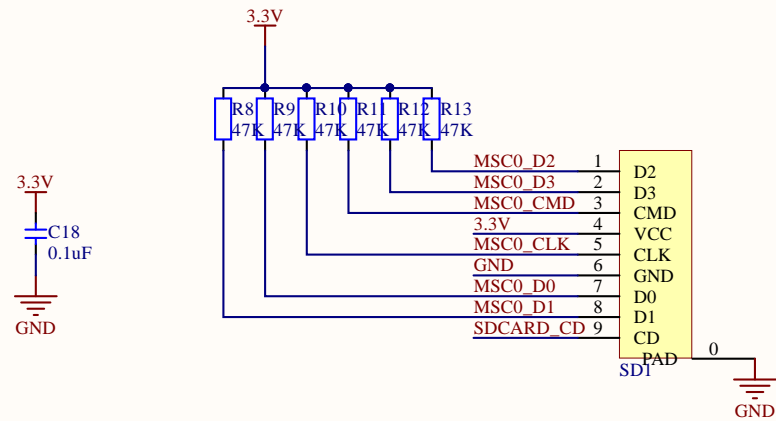 3.3V
R8 R9 R10 R11 R12 R13
47K 47K 47K 47K 47K 47K
MSC0_D2 1 D2
MSC0_D3 2 D3
MSC0_CMD 3 CMD
3.3V 4 VCC
MSC0_CLK 5 CLK
GND 6 GND
MSC0_D0 7 D0
MSC0_D1 8 D1
SDCARD_CD 9 CD
PAD 0
SD1
GND
3.3V
C18
0.1uF
GND